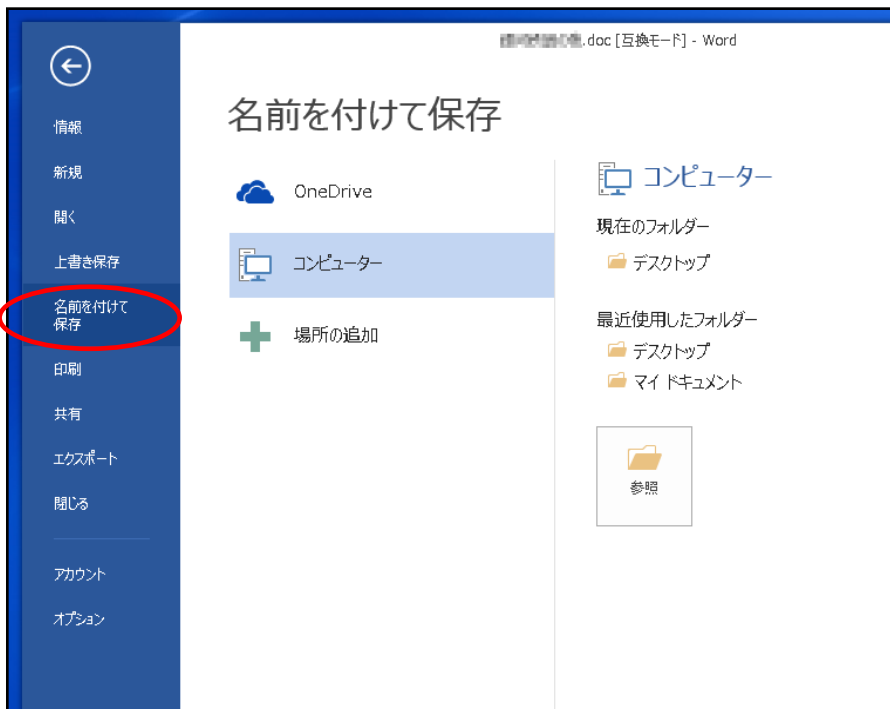 .doc [互換モード] - Word
情報
新規
開く
上書き保存
名前を付けて
保存
印刷
共有
エクスポート
閉じる
アカウント
オプション
名前を付けて保存
OneDrive
コンピューター
場所の追加
コンピューター
現在のフォルダー
デスクトップ
最近使用したフォルダー
デスクトップ
マイ ドキュメント
参照